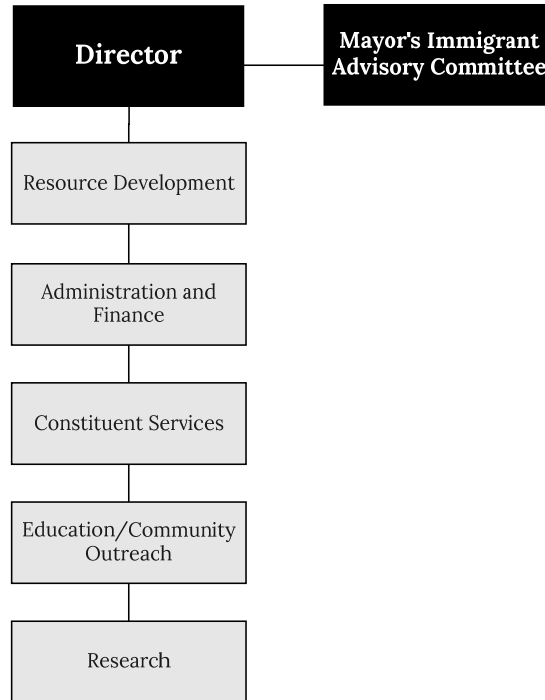 Director
Mayor's Immigrant
Advisory Committee
Resource Development
Administration and
Finance
Constituent Services
Education/Community
Outreach
Research